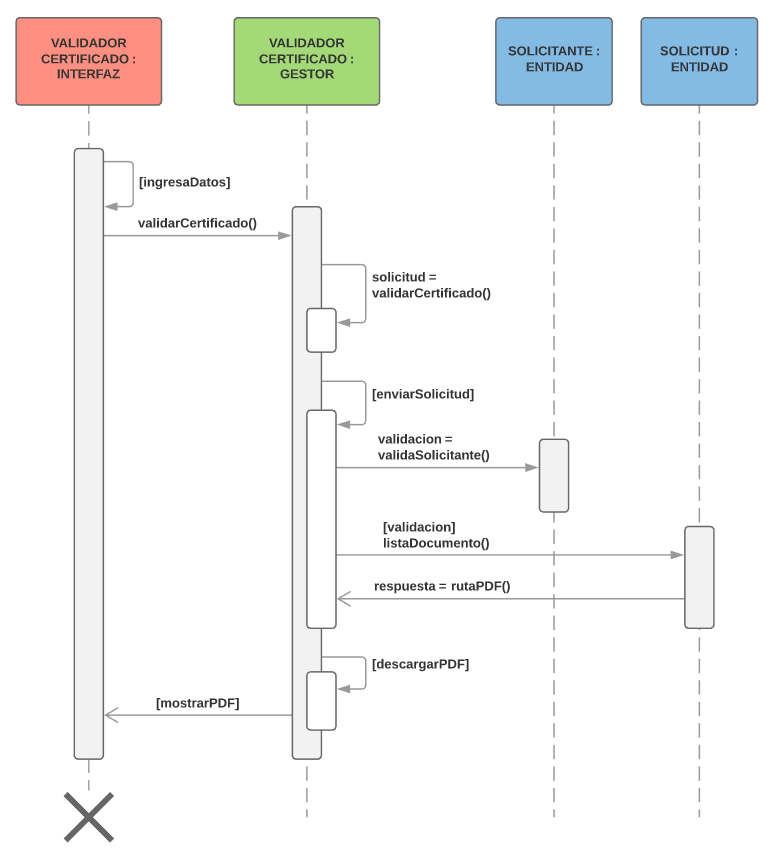 VALIDADOR
CERTIFICADO :
INTERFAZ
VALIDADOR
CERTIFICADO :
GESTOR
SOLICITANTE :
ENTIDAD
SOLICITUD :
ENTIDAD
[ingresaDatos]
validarCertificado()
solicitud =
validarCertificado()
[enviarSolicitud]
validacion =
validaSolicitante()
[validacion]
listaDocumento()
respuesta = rutaPDF()
[descargarPDF]
[mostrarPDF]